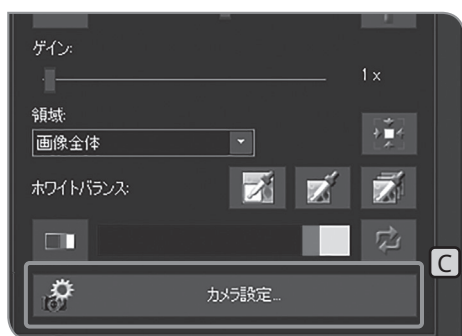 ゲイン:
1 x
領域:
画像全体
ホワイトバランス:
C
カメラ設定...